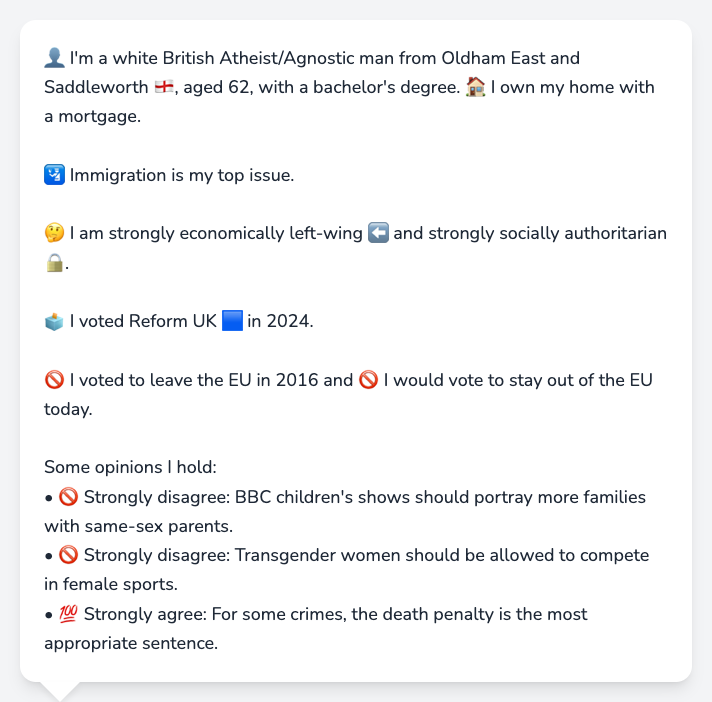 👤 I'm a white British Atheist/Agnostic man from Oldham East and
Saddleworth 🏴󠁧󠁢󠁥󠁮󠁧󠁿, aged 62, with a bachelor's degree. 🏠 I own my home with
a mortgage.
🛂 Immigration is my top issue.
🤔 I am strongly economically left-wing ⬅️ and strongly socially authoritarian
🔒.
🗳️ I voted Reform UK 🟦 in 2024.
🚫 I voted to leave the EU in 2016 and 🚫 I would vote to stay out of the EU
today.
Some opinions I hold:
• 🚫 Strongly disagree: BBC children's shows should portray more families
with same-sex parents.
• 🚫 Strongly disagree: Transgender women should be allowed to compete
in female sports.
• 💯 Strongly agree: For some crimes, the death penalty is the most
appropriate sentence.